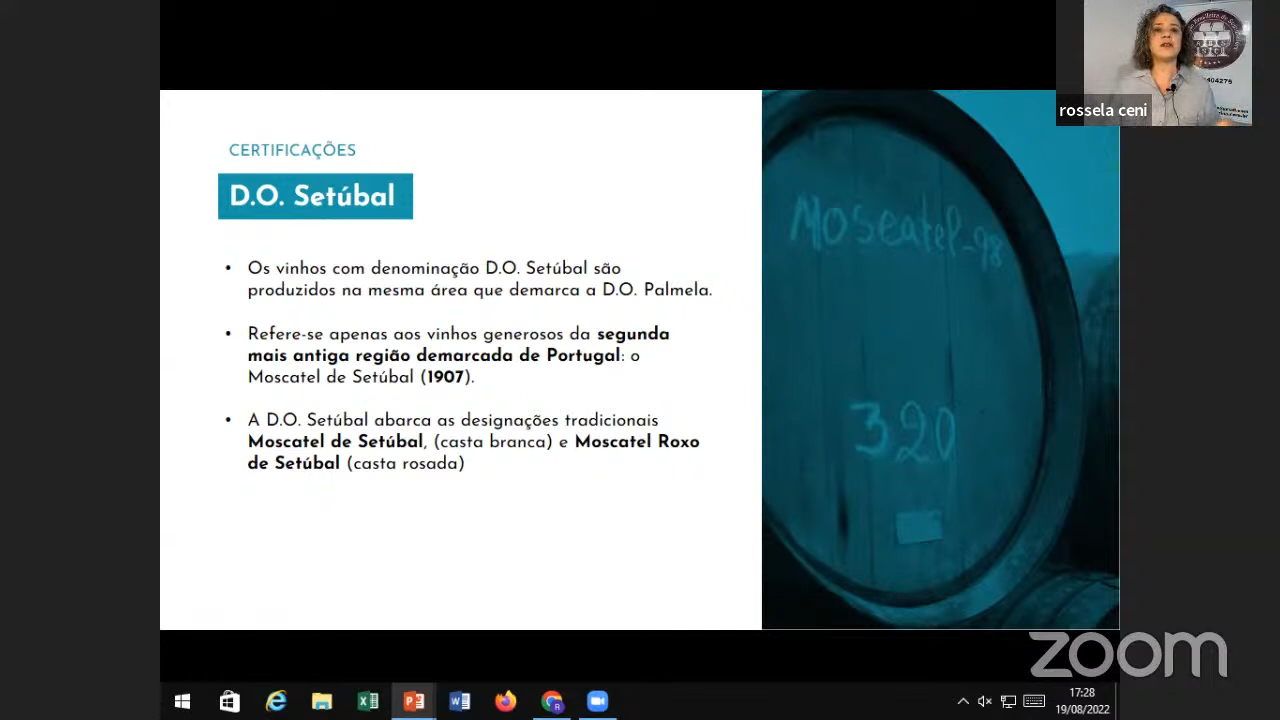 rossela ceni
404275
CERTIFICAÇÕES
D.O. Setúbal
• Os vinhos com denominação D.O. Setúbal são
produzidos na mesma área que demarca a D.O. Palmela.
• Refere-se apenas aos vinhos generosos da segunda
mais antiga região demarcada de Portugal: o
Moscatel de Setúbal (1907).
• A D.O. Setúbal abarca as designações tradicionais
Moscatel de Setúbal, (casta branca) e Moscatel Roxo
de Setúbal (casta rosada)
Moscatel-98
320
zoom
17:28
19/08/2022